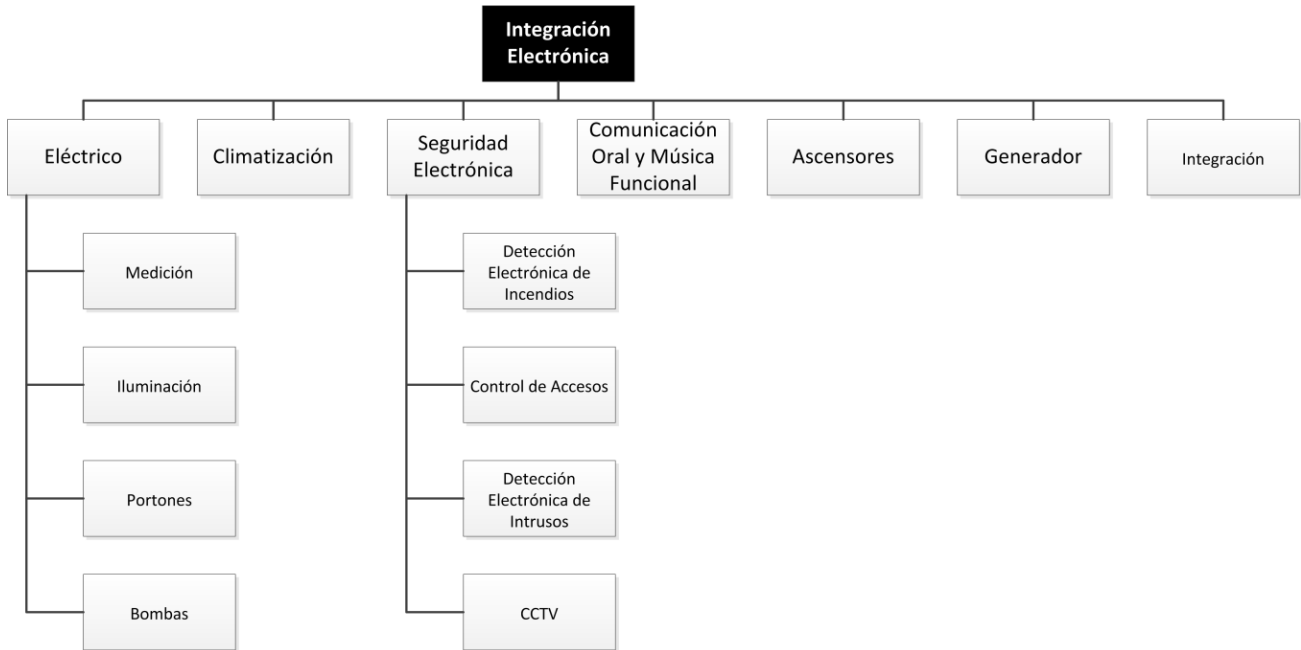 Integración
Electrónica
Eléctrico
Climatización
Seguridad
Electrónica
Comunicación
Oral y Música
Funcional
Ascensores
Generador
Integración
Medición
Iluminación
Portones
Bombas
Detección
Electrónica de
Incendios
Control de Accesos
Detección
Electrónica de
Intrusos
CCTV